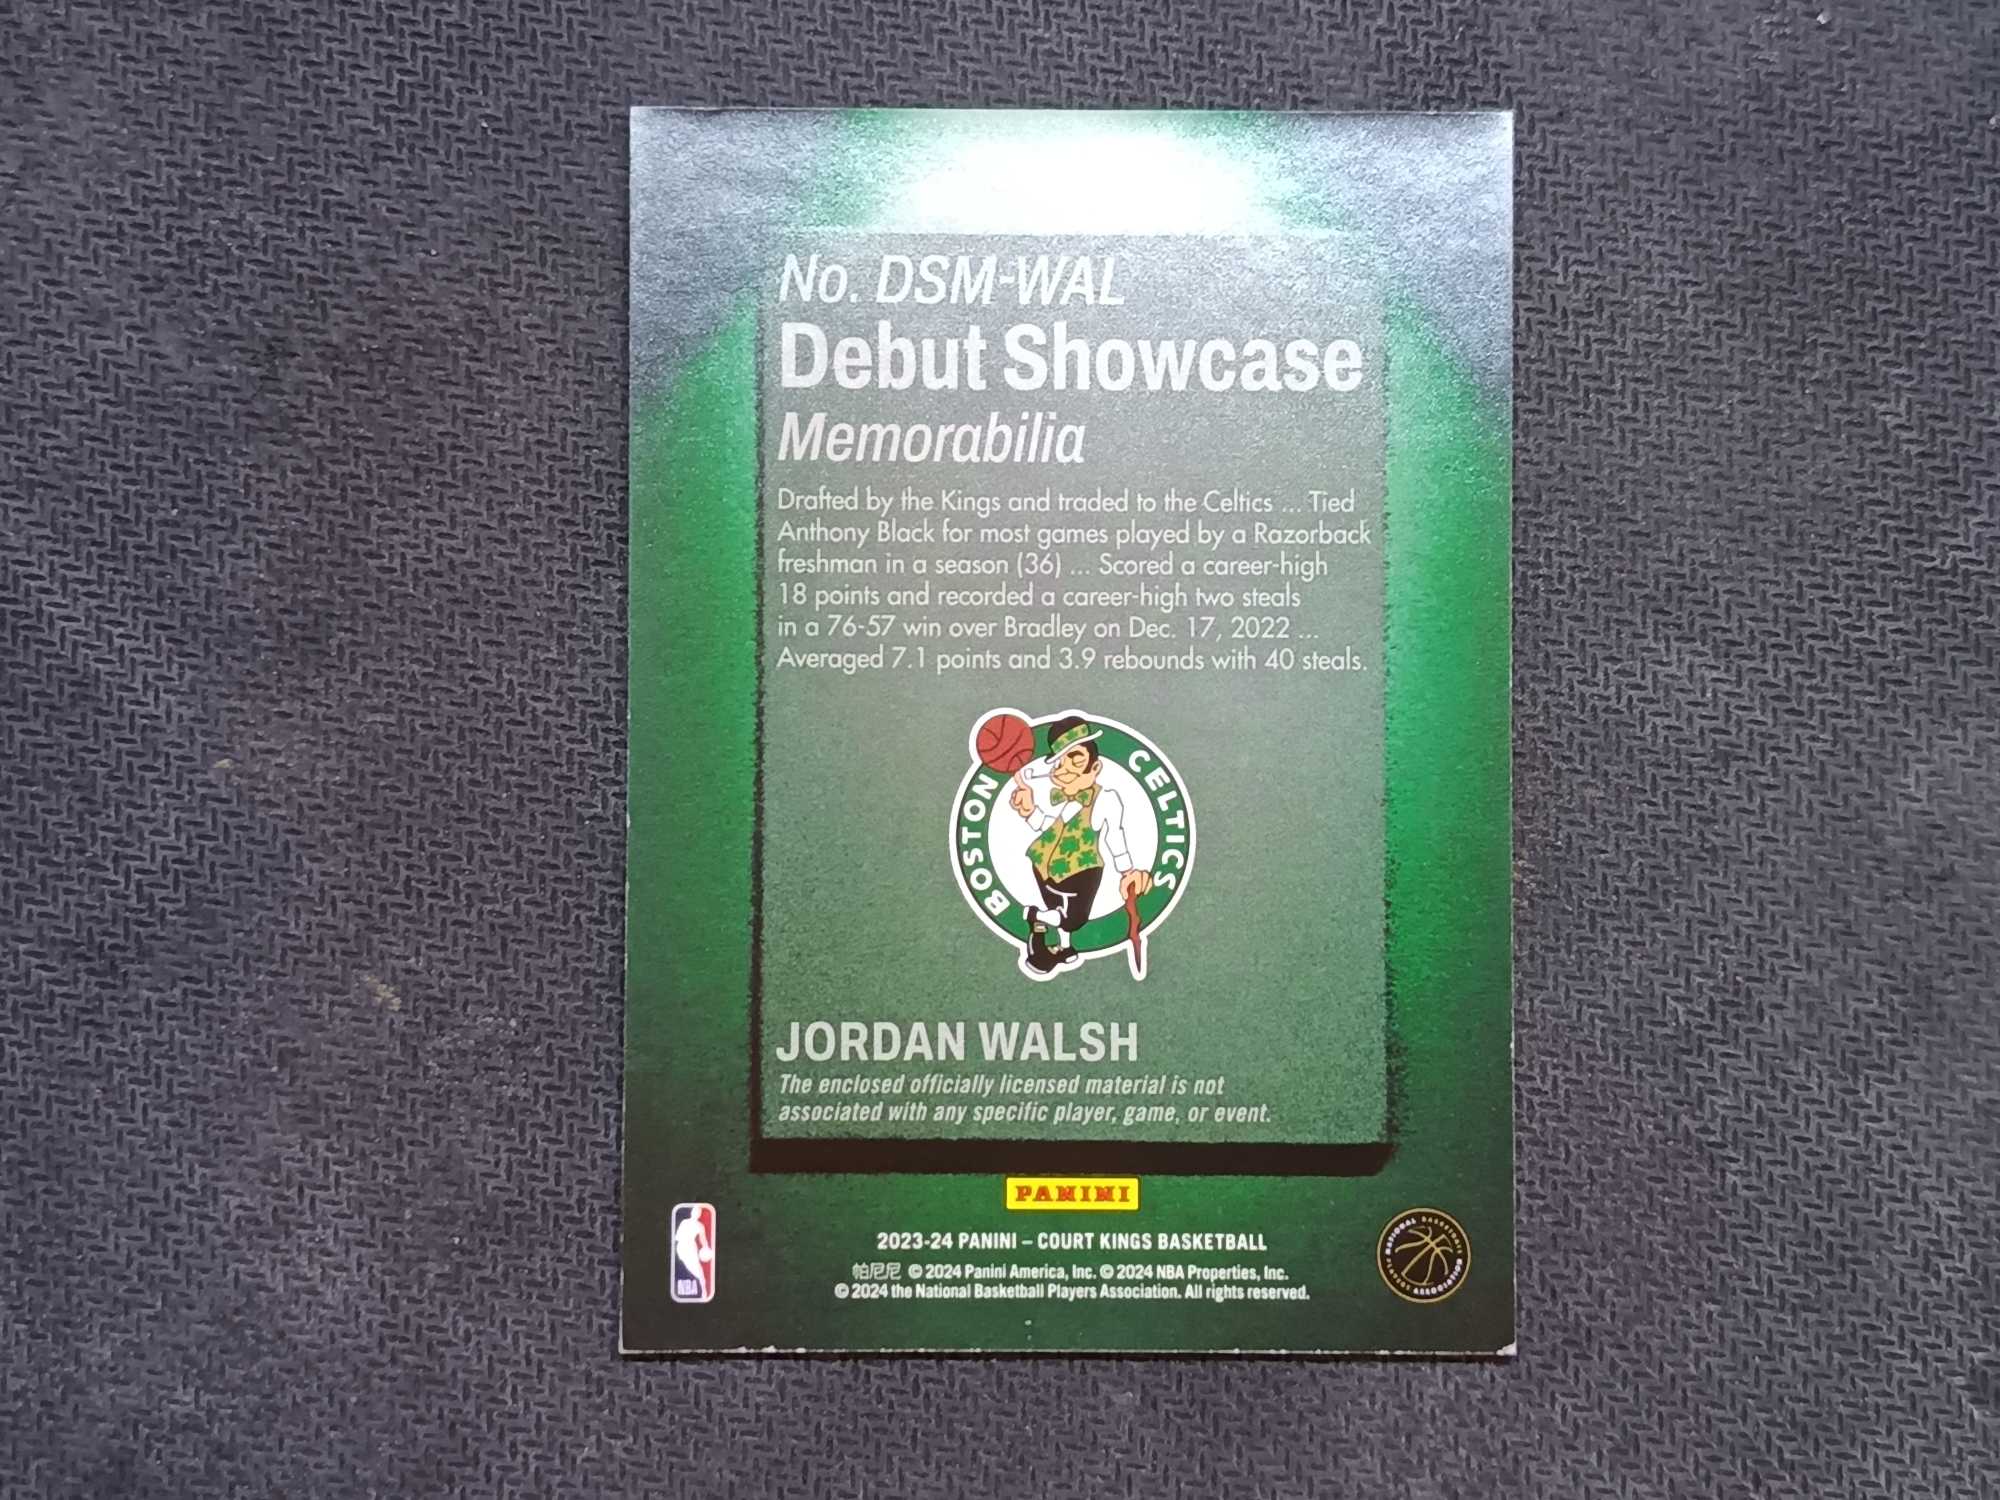 No. DSM-WAL
Debut Showcase
Memorabilia
Drafted by the Kings and traded to the Celtics ... Tied
Anthony Black for most games played by a Razorback
freshman in a season (36) ... Scored a career-high
18 points and recorded a career-high two steals
in a 76-57 win over Bradley on Dec. 17, 2022 ...
Averaged 7.1 points and 3.9 rebounds with 40 steals.
BOSTON CELTICS
JORDAN WALSH
The enclosed officially licensed material is not
associated with any specific player, game, or event.
PANINI
2023-24 PANINI – COURT KINGS BASKETBALL
帕尼尼 © 2024 Panini America, Inc. © 2024 NBA Properties, Inc.
© 2024 the National Basketball Players Association. All rights reserved.
NBA
NATIONAL BASKETBALL PLAYERS ASSOCIATION